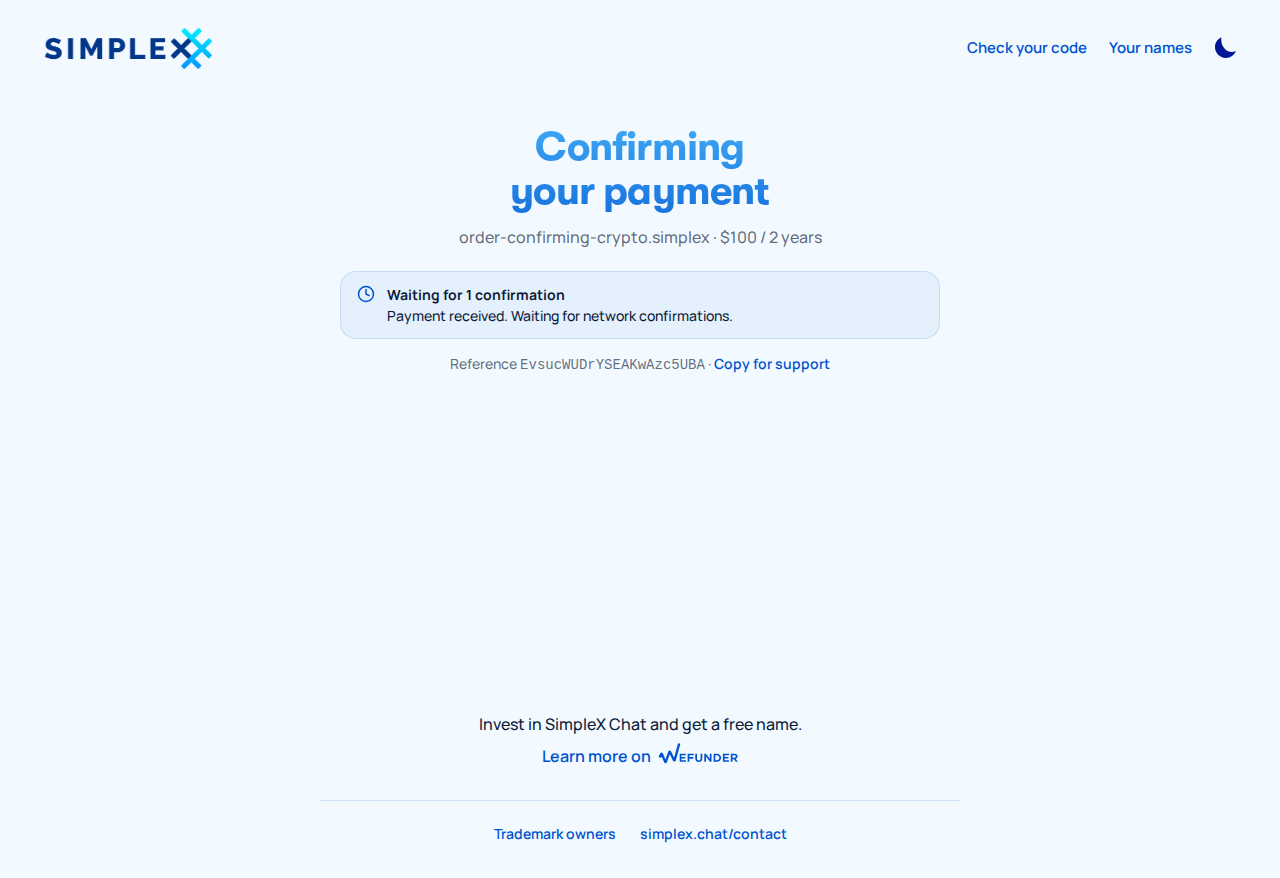 SIMPLEX
Check your code
Your names
Confirming
your payment
order-confirming-crypto.simplex · $100 / 2 years
Waiting for 1 confirmation
Payment received. Waiting for network confirmations.
Reference EvsucWUDrYSEAKwAzc5UBA · Copy for support
Invest in SimpleX Chat and get a free name.
Learn more on WEFUNDER
Trademark owners
simplex.chat/contact